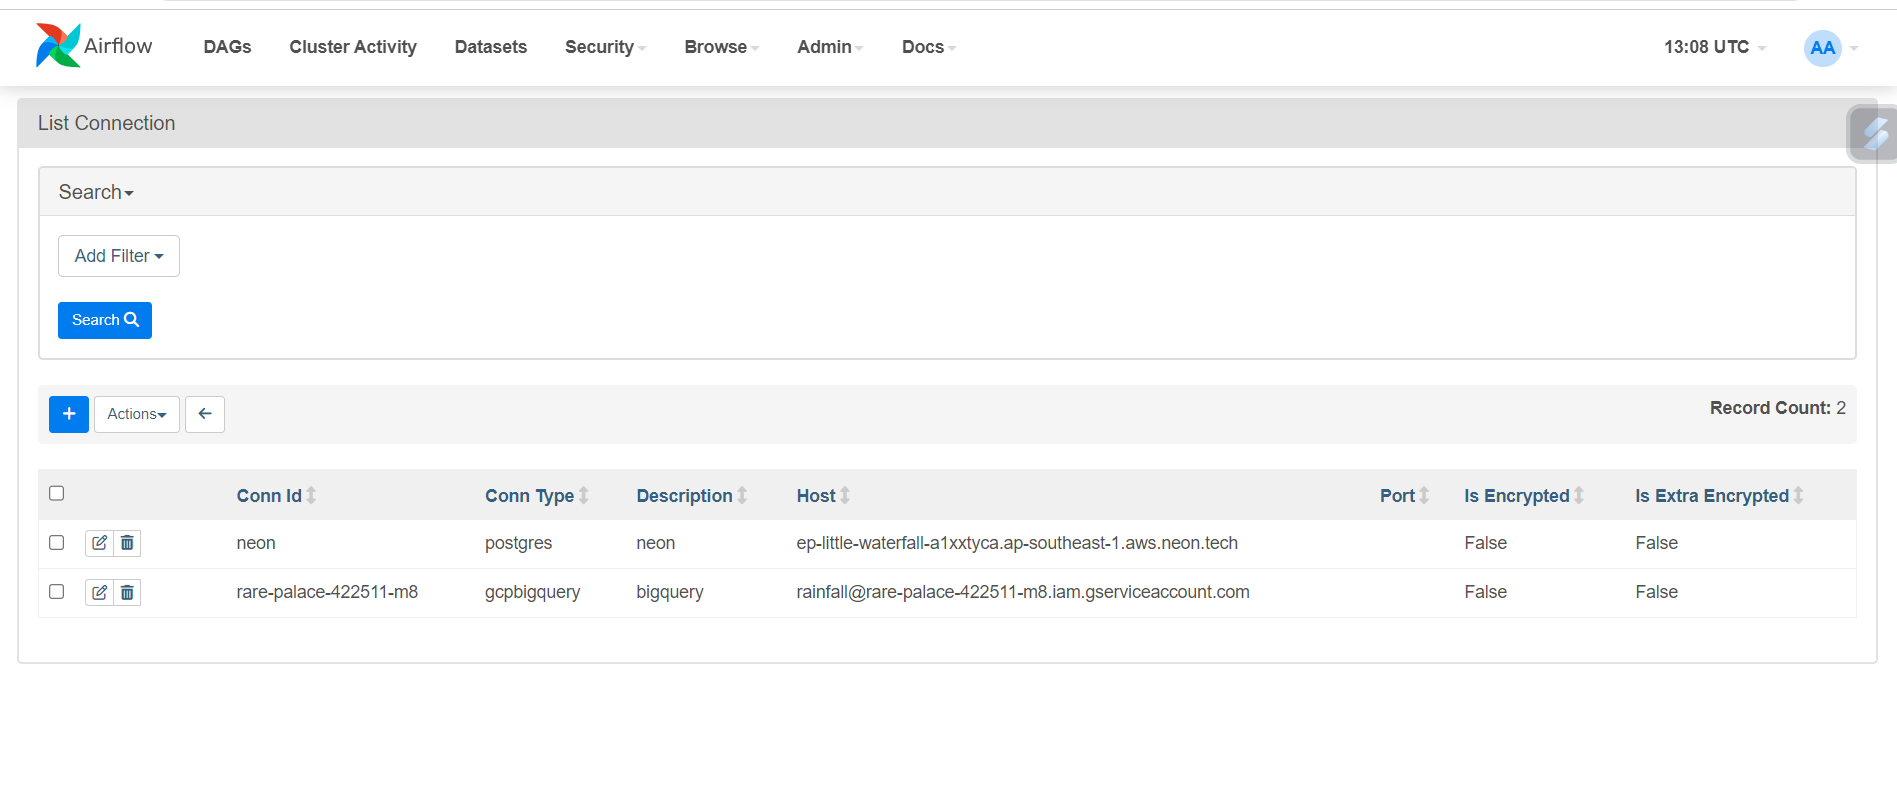 Airflow DAGs Cluster Activity Datasets Security Browse Admin Docs 13:08 UTC AA
List Connection
Search
Add Filter
Search
Actions Record Count: 2
Conn Id Conn Type Description Host Port Is Encrypted Is Extra Encrypted
neon postgres neon ep-little-waterfall-a1xxtyca.ap-southeast-1.aws.neon.tech False False
rare-palace-422511-m8 gcpbigquery bigquery rainfall@rare-palace-422511-m8.iam.gserviceaccount.com False False